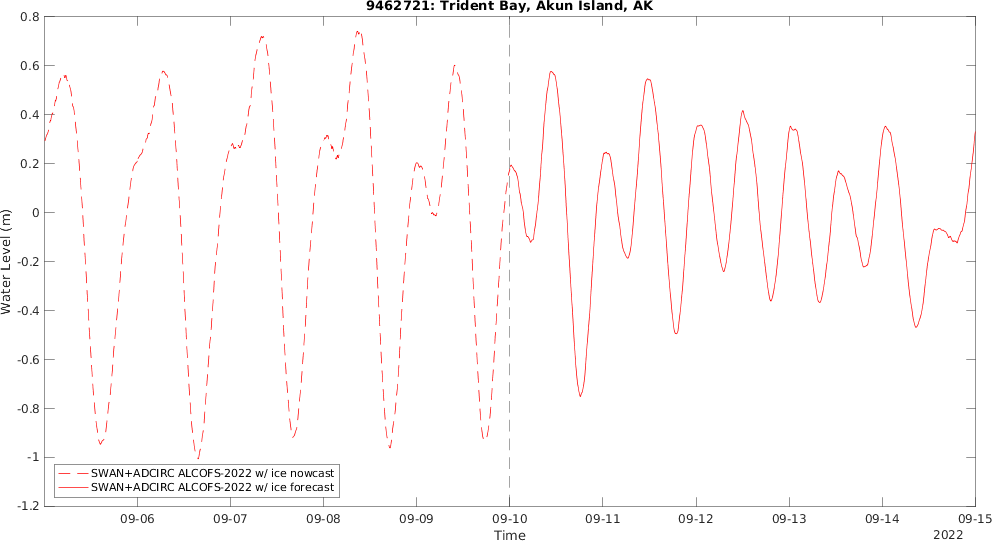 9462721: Trident Bay, Akun Island, AK
0.8
0.6
0.4
0.2
0
-0.2
-0.4
-0.6
-0.8
-1
-1.2
Water Level (m)
SWAN+ADCIRC ALCOFS-2022 w/ ice nowcast
SWAN+ADCIRC ALCOFS-2022 w/ ice forecast
09-06 09-07 09-08 09-09 09-10 09-11 09-12 09-13 09-14 09-15
Time
2022